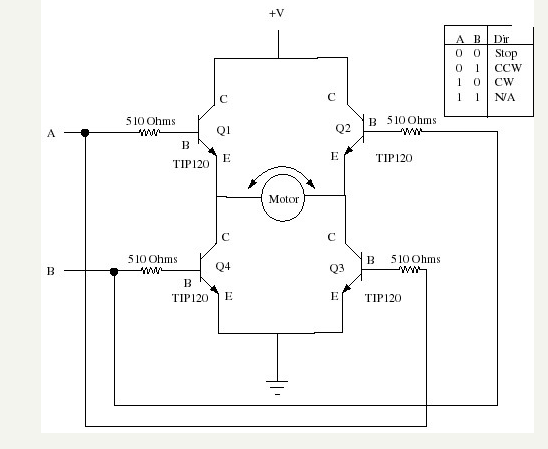 +V
A B Dir
0 0 Stop
0 1 CCW
1 0 CW
1 1 N/A
C
C
510 Ohms
Q1
Q2
B
510 Ohms
A
B
E
E
TIP120
TIP120
Motor
C
C
510 Ohms
Q4
Q3
B
510 Ohms
B
B
TIP120
E
E
TIP120